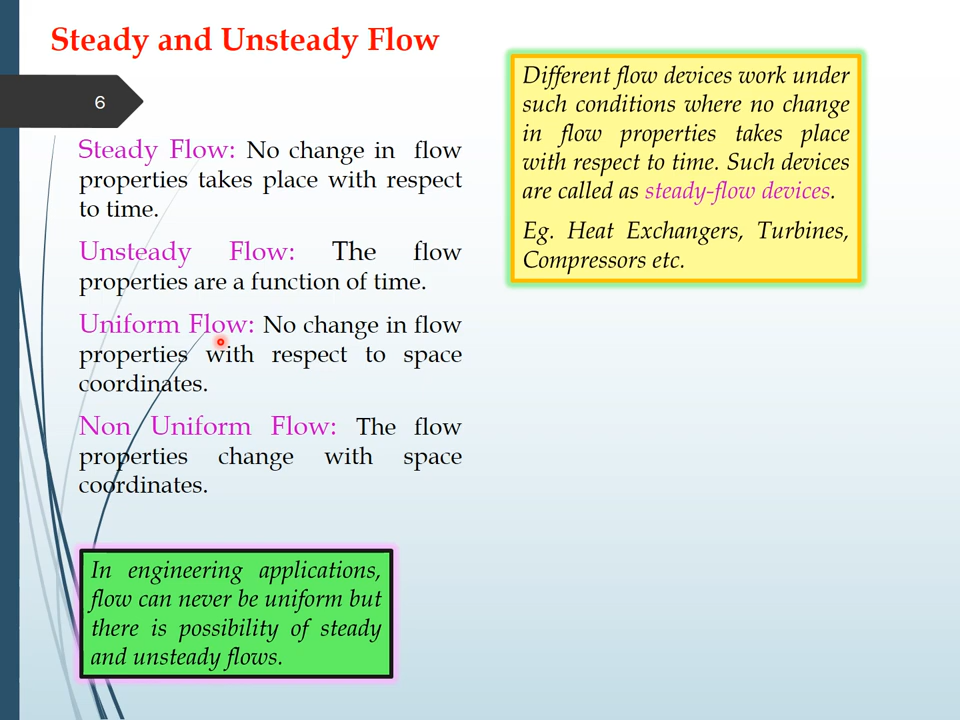 Steady and Unsteady Flow
6
Steady Flow: No change in flow
properties takes place with respect
to time.
Unsteady Flow: The flow
properties are a function of time.
Uniform Flow: No change in flow
properties with respect to space
coordinates.
Non Uniform Flow: The flow
properties change with space
coordinates.
In engineering applications,
flow can never be uniform but
there is possibility of steady
and unsteady flows.
Different flow devices work under
such conditions where no change
in flow properties takes place
with respect to time. Such devices
are called as steady-flow devices.
Eg. Heat Exchangers, Turbines,
Compressors etc.